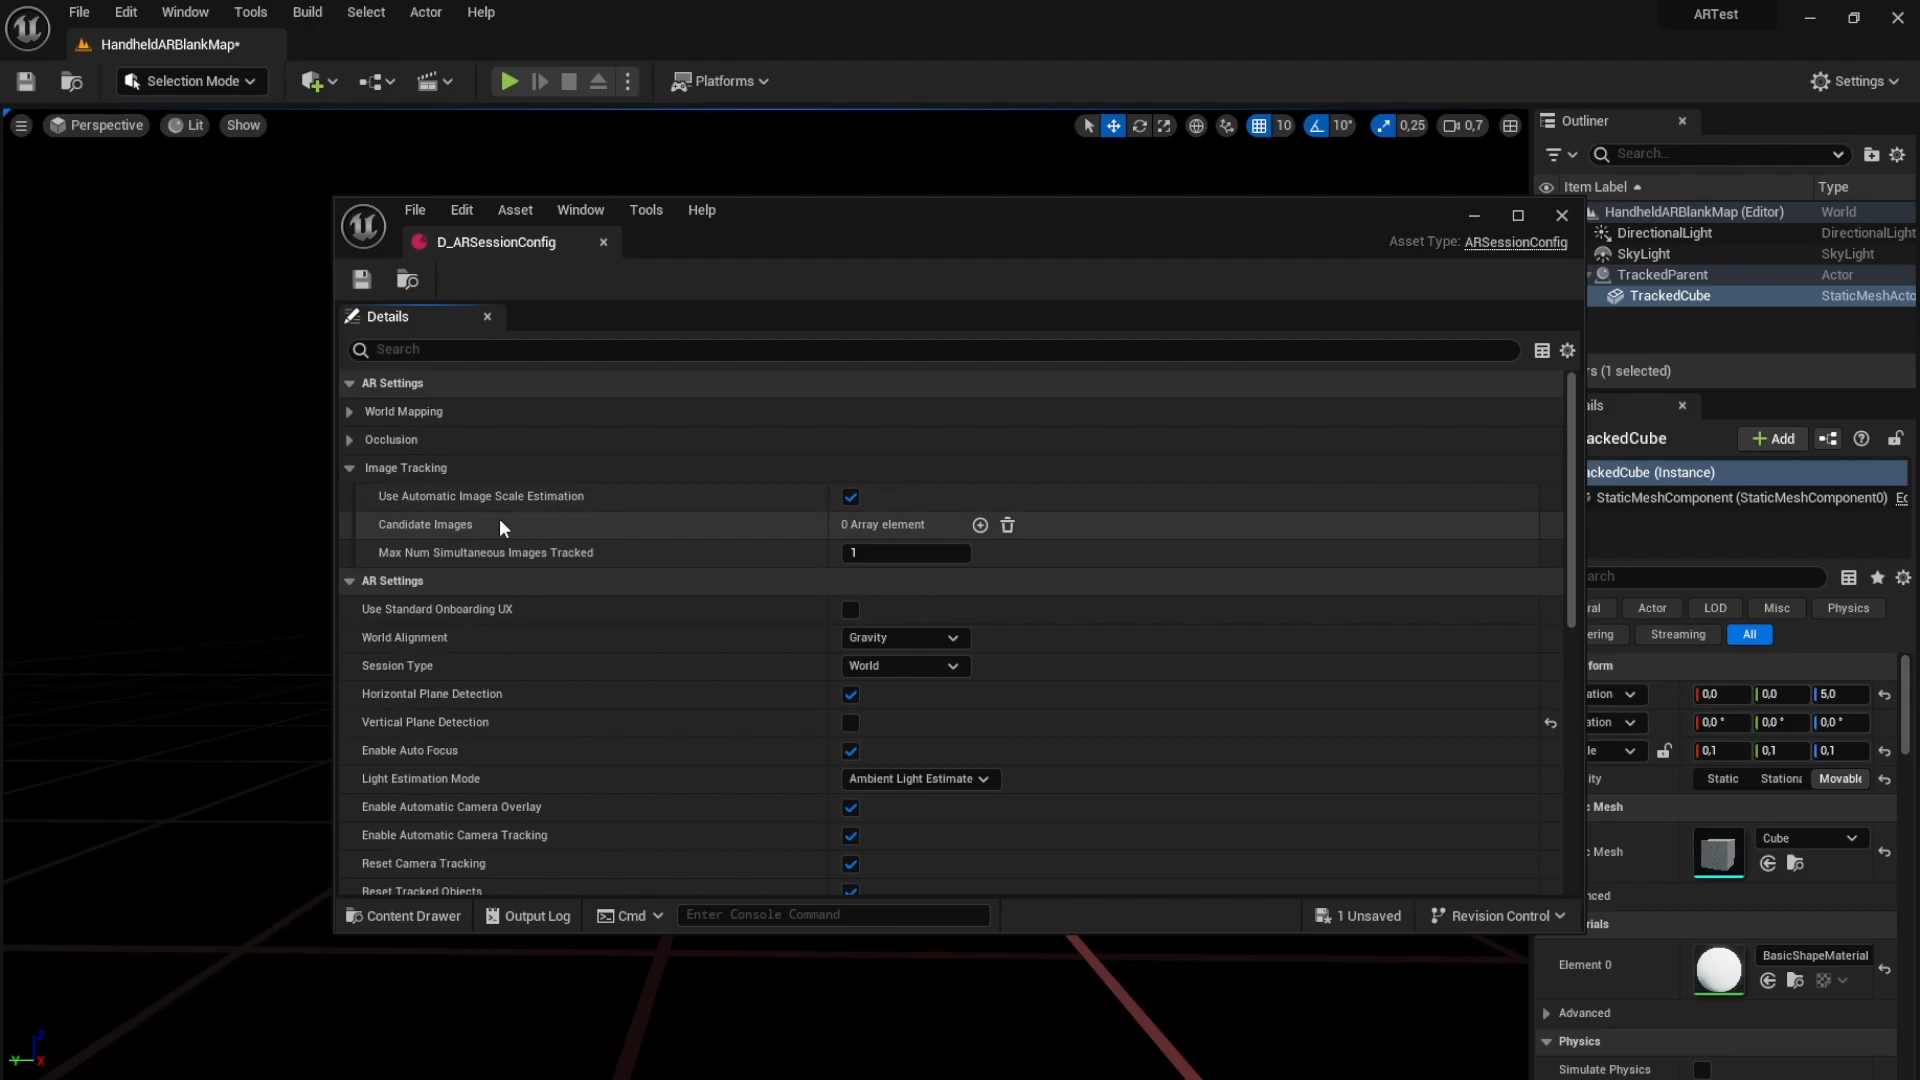 File Edit Window Tools Build Select Actor Help
ARTest
HandheldARBlankMap*
Selection Mode
Platforms
Settings
Perspective
Lit
Show
10
10°
0,25
0,7
Outliner
Search...
Item Label
Type
HandheldARBlankMap (Editor) World
DirectionalLight DirectionalLight
SkyLight SkyLight
TrackedParent Actor
TrackedCube StaticMeshActo
rs (1 selected)
ails
ackedCube
Add
ackedCube (Instance)
StaticMeshComponent (StaticMeshComponent0) Ec
arch
ral Actor LOD Misc Physics
ering Streaming All
form
ation 0,0 0,0 5,0
ation 0,0 ° 0,0 ° 0,0 °
le 0,1 0,1 0,1
ity Static Stationa Movable
c Mesh
c Mesh Cube
nced
rials
Element 0 BasicShapeMaterial
Advanced
Physics
Simulate Physics
File Edit Asset Window Tools Help
D_ARSessionConfig
Asset Type: ARSessionConfig
Details
Search
AR Settings
World Mapping
Occlusion
Image Tracking
Use Automatic Image Scale Estimation
Candidate Images 0 Array element
Max Num Simultaneous Images Tracked 1
AR Settings
Use Standard Onboarding UX
World Alignment Gravity
Session Type World
Horizontal Plane Detection
Vertical Plane Detection
Enable Auto Focus
Light Estimation Mode Ambient Light Estimate
Enable Automatic Camera Overlay
Enable Automatic Camera Tracking
Reset Camera Tracking
Reset Tracked Objects
Content Drawer
Output Log
Cmd
Enter Console Command
1 Unsaved
Revision Control
Z
Y
X